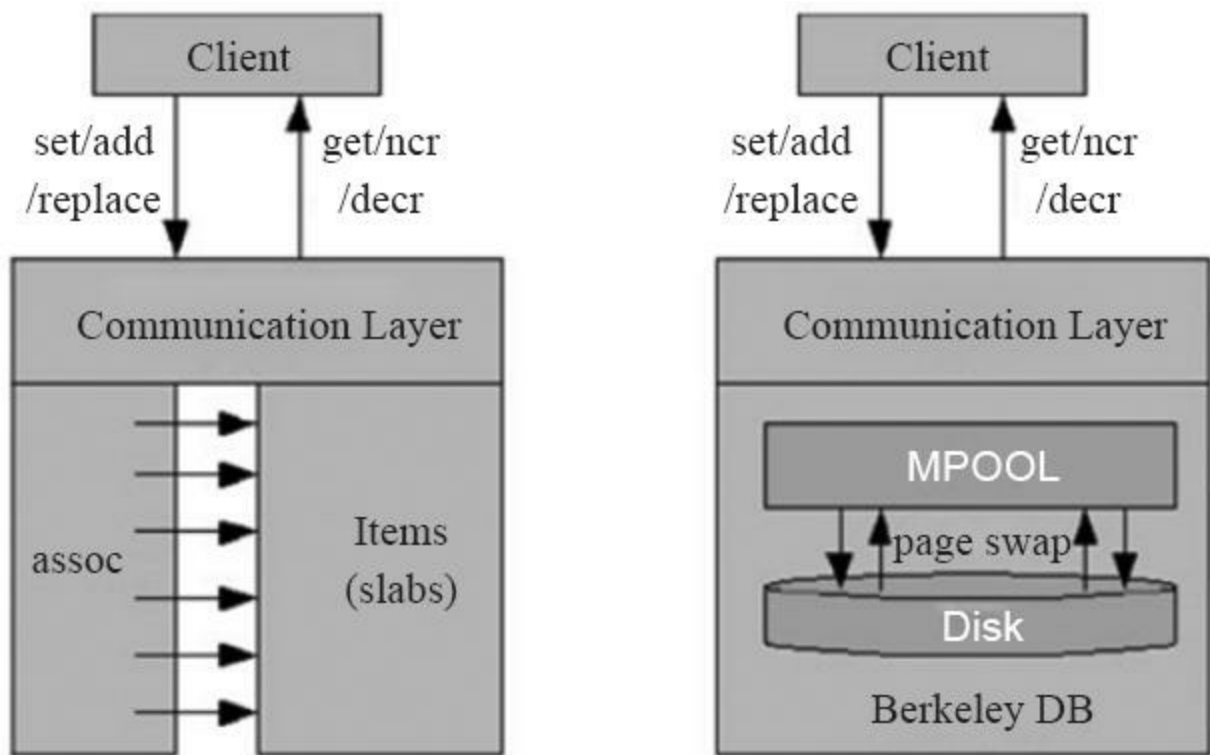 Client
set/add
/replace
get/ncr
/decr
Communication Layer
assoc
Items
(slabs)
Client
set/add
/replace
get/ncr
/decr
Communication Layer
MPOOL
page swap
Disk
Berkeley DB